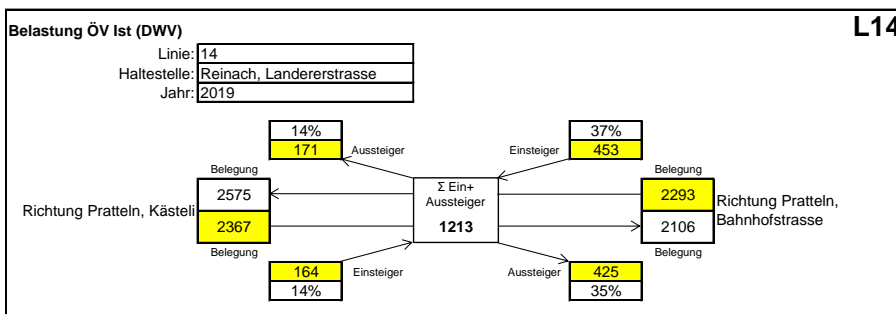 Belastung ÖV Ist (DWV)
L14
Linie: 14
Haltestelle: Reinach, Landererstrasse
Jahr: 2019
14%
171
Aussteiger
Einsteiger
37%
453
Belegung
2575
Richtung Pratteln, Kästeli
2367
Belegung
Σ Ein+
Aussteiger
1213
Belegung
2293
Richtung Pratteln,
Bahnhofstrasse
2106
Belegung
164
Einsteiger
14%
Aussteiger
425
35%